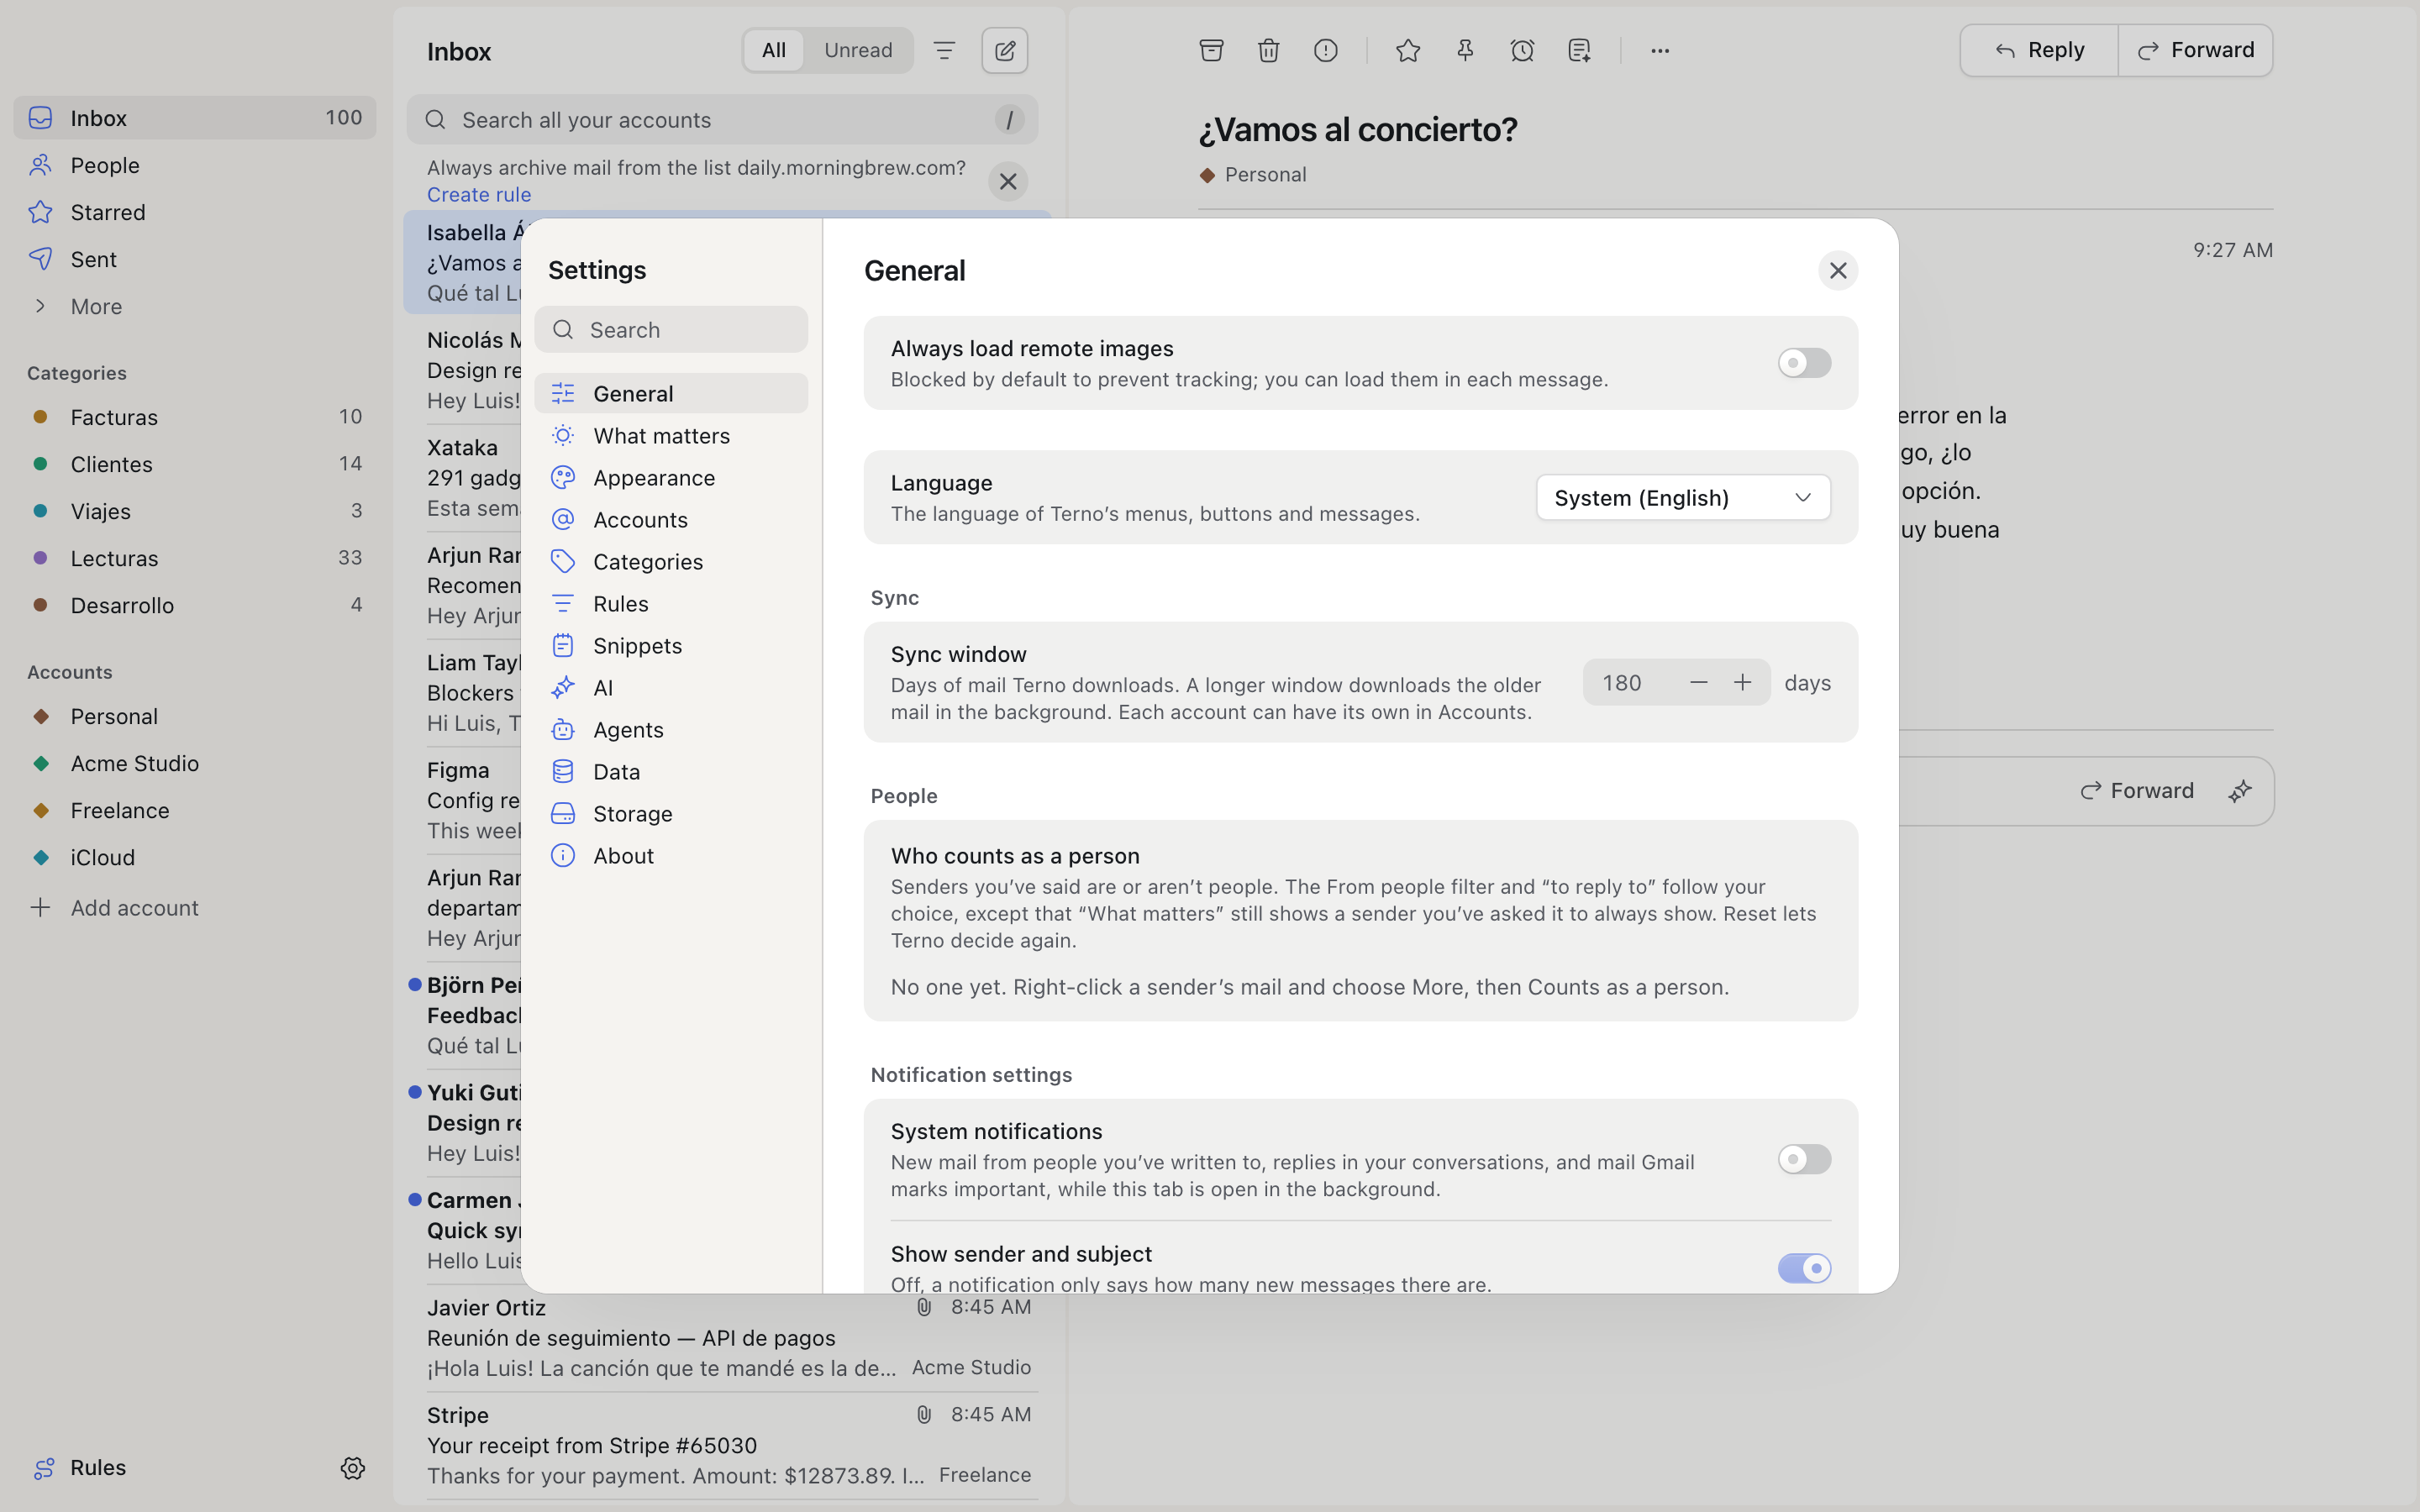 Inbox 100
People
Starred
Sent
More
Categories
Facturas 10
Clientes 14
Viajes 3
Lecturas 33
Desarrollo 4
Accounts
Personal
Acme Studio
Freelance
iCloud
Add account
Rules
Inbox
All Unread
Search all your accounts /
Always archive mail from the list daily.morningbrew.com?
Create rule
Isabella
¿Vamos
Qué tal
Nicolás
Design
Hey Luis!
Xataka
291
Esta
Arjun
Hey
Liam
Blockers
Hi Luis,
Figma
Config
This
Arjun
Hey
Björn
Qué tal
Yuki
Design
Hey Luis!
Carmen
Quick
Hello
Javier Ortiz 8:45 AM
Reunión de seguimiento — API de pagos
¡Hola Luis! La canción que te mandé es la de... Acme Studio
Stripe 8:45 AM
Your receipt from Stripe #65030
Thanks for your payment. Amount: $12873.89. I... Freelance
Reply Forward
¿Vamos al concierto?
Personal
9:27 AM
error en la
¿lo
opción.
buena
Forward
Settings
Search
General
What matters
Appearance
Accounts
Categories
Rules
Snippets
AI
Agents
Data
Storage
About
General
Always load remote images
Blocked by default to prevent tracking; you can load them in each message.
Language
The language of Terno’s menus, buttons and messages.
System (English)
Sync
Sync window
Days of mail Terno downloads. A longer window downloads the older
mail in the background. Each account can have its own in Accounts.
180 days
People
Who counts as a person
Senders you’ve said are or aren’t people. The From people filter and “to reply to” follow your
choice, except that “What matters” still shows a sender you’ve asked it to always show. Reset lets
Terno decide again.
No one yet. Right-click a sender’s mail and choose More, then Counts as a person.
Notification settings
System notifications
New mail from people you’ve written to, replies in your conversations, and mail Gmail
marks important, while this tab is open in the background.
Show sender and subject
Off, a notification only says how many new messages there are.